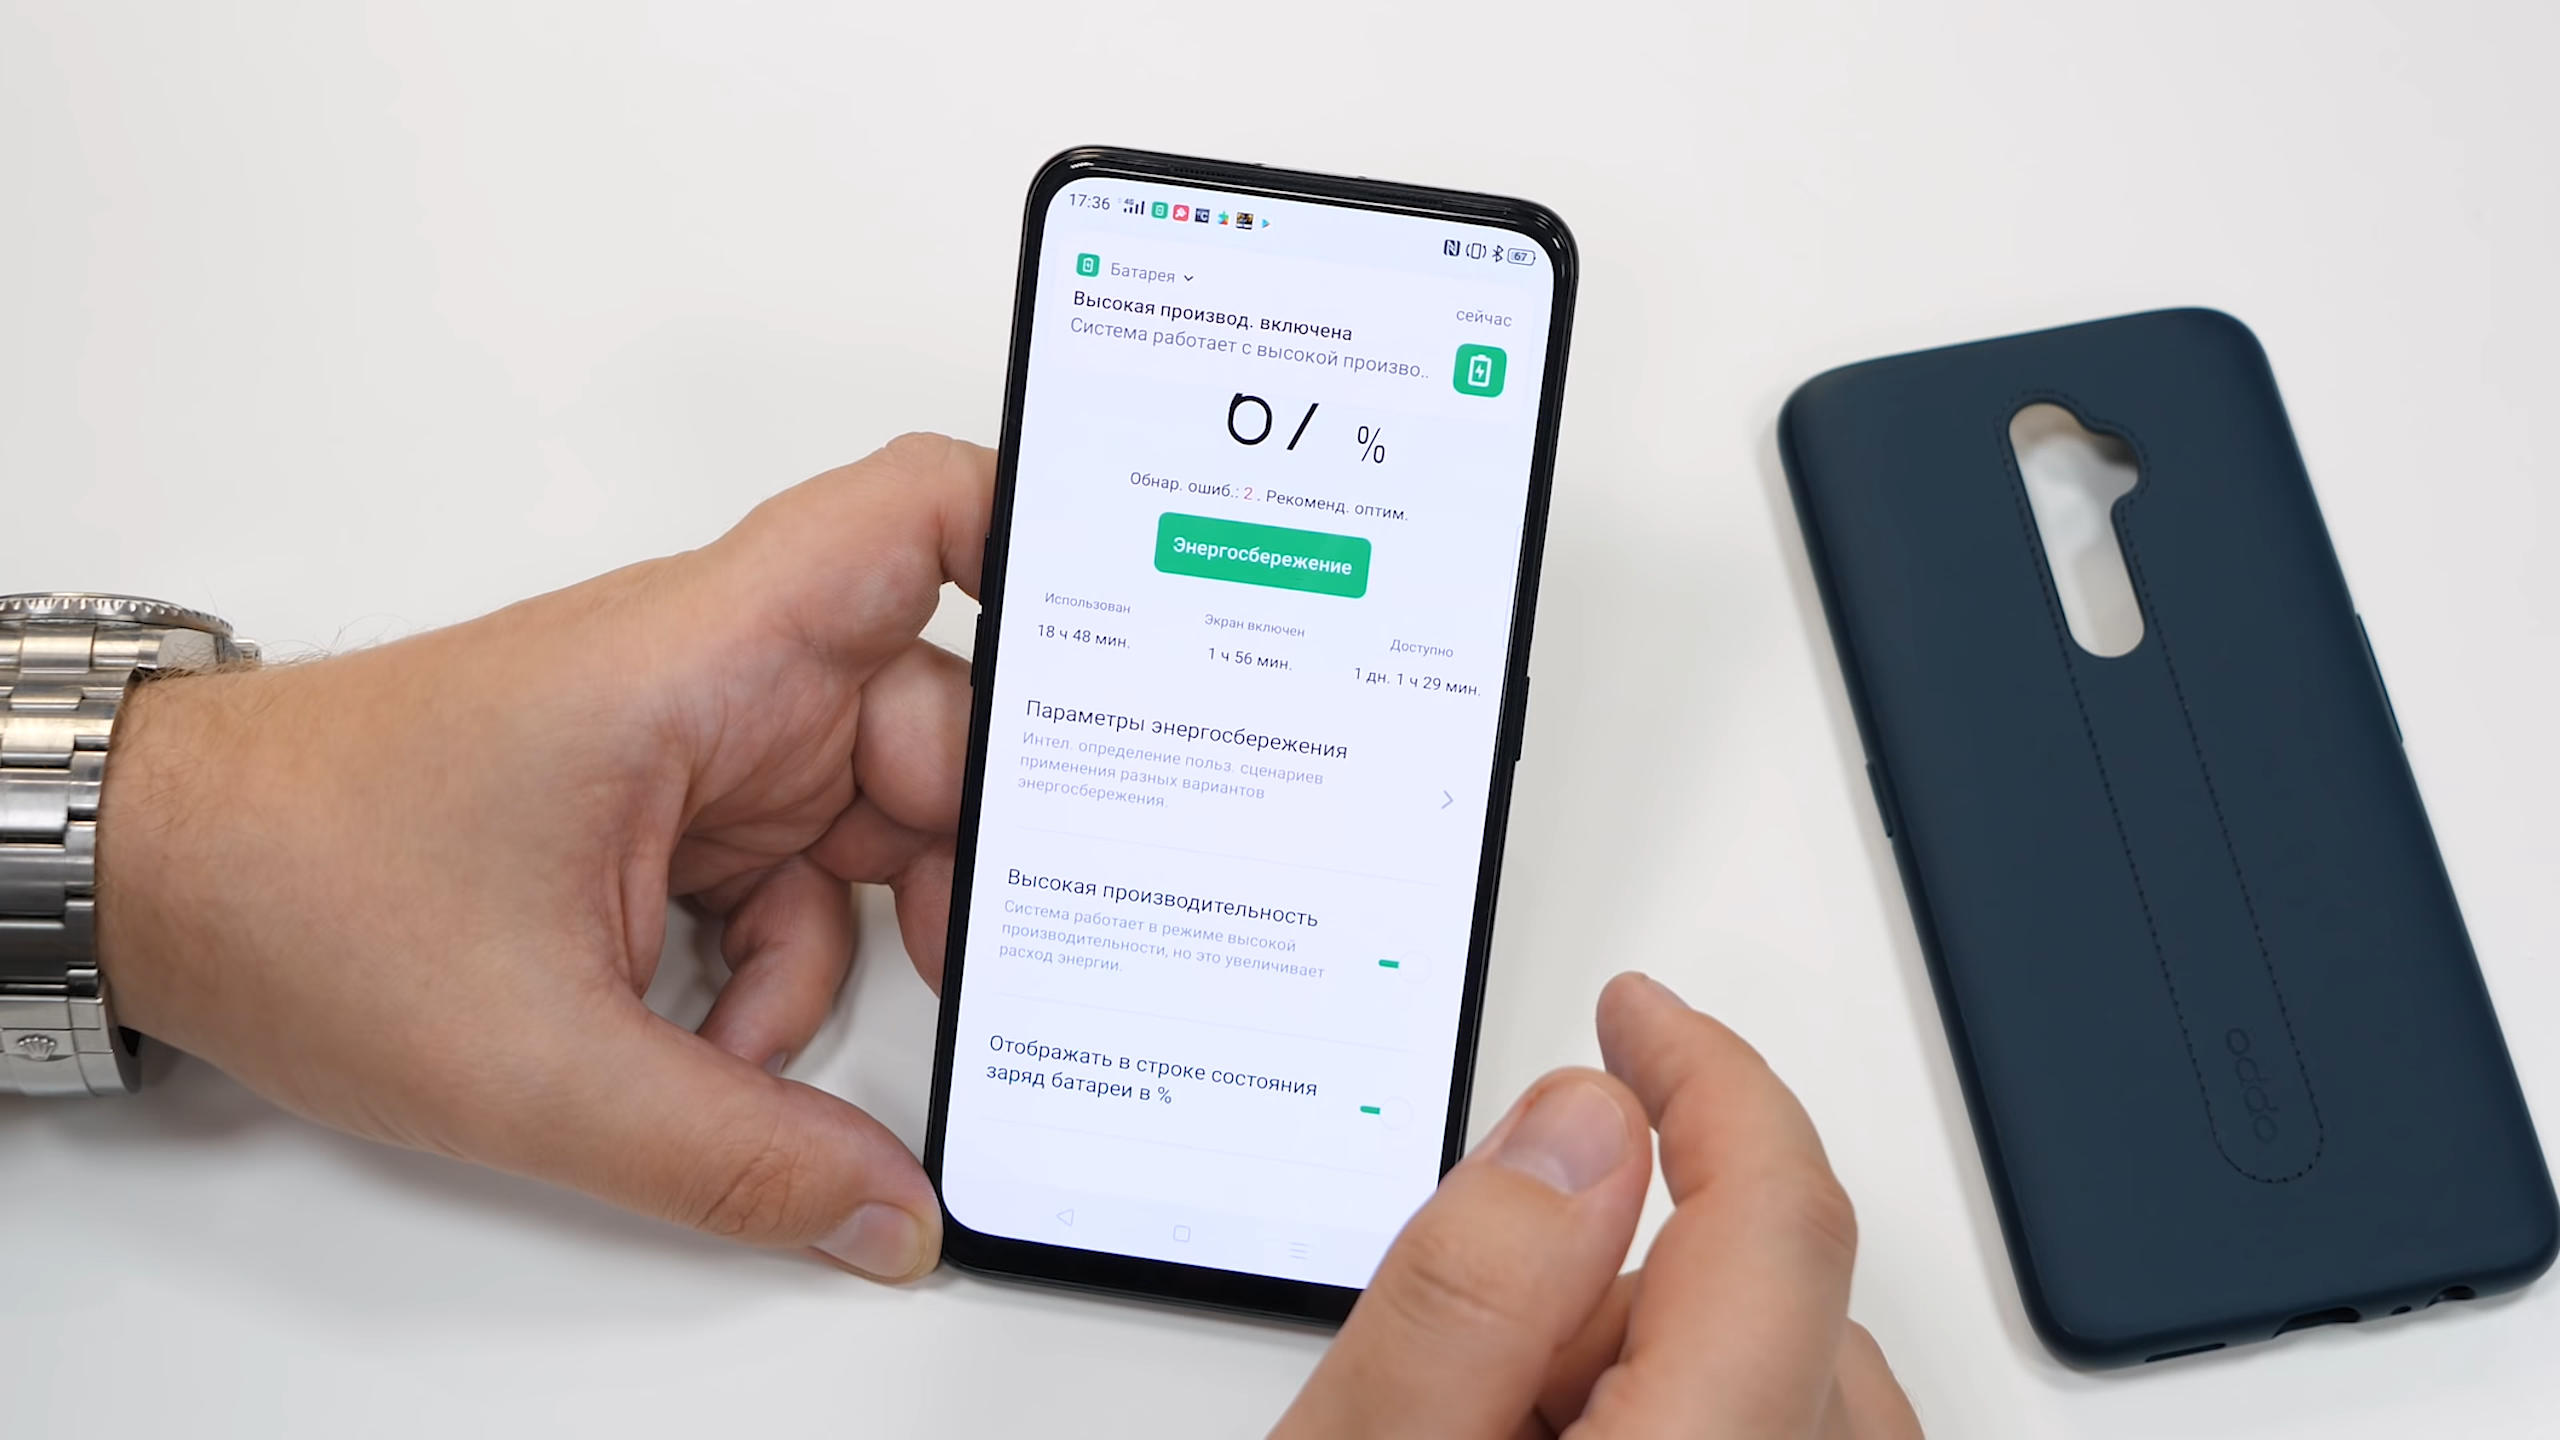 17:36
4G
67
Батарея
сейчас
Высокая производ. включена
Система работает с высокой произво..
%
Обнар. ошиб.: 2 . Рекоменд. оптим.
Энергосбережение
Использован
Экран включен
Доступно
18 ч 48 мин.
1 ч 56 мин.
1 дн. 1 ч 29 мин.
Параметры энергосбережения
Интел. определение польз. сценариев
применения разных вариантов
энергосбережения.
Высокая производительность
Система работает в режиме высокой
производительности, но это увеличивает
расход энергии.
Отображать в строке состояния
заряд батареи в %
oppo